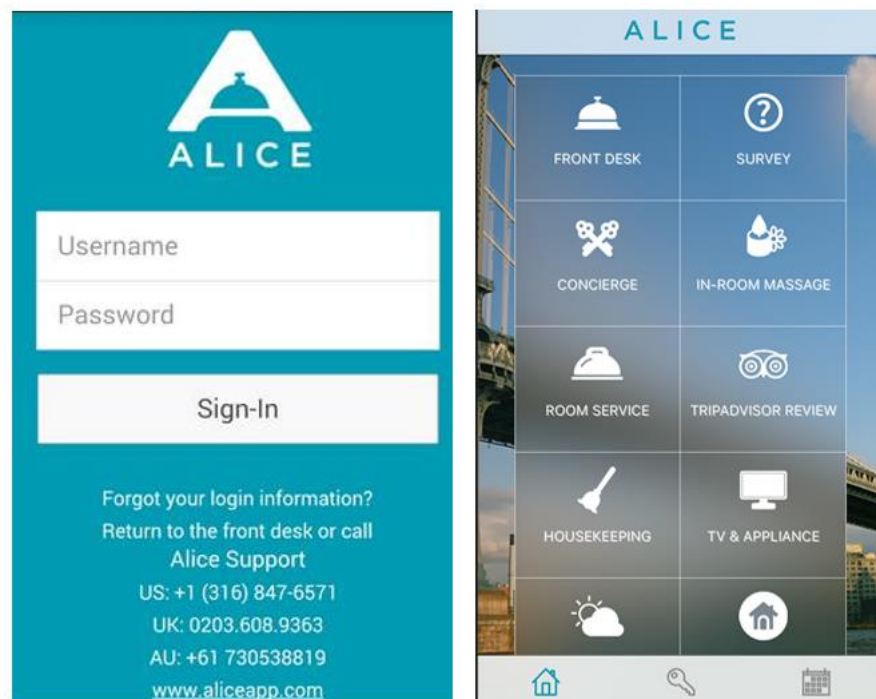 ALICE
Username
Password
Sign-In
Forgot your login information?
Return to the front desk or call
Alice Support
US: +1 (316) 847-6571
UK: 0203.608.9363
AU: +61 730538819
www.aliceapp.com
ALICE
FRONT DESK
SURVEY
CONCIERGE
IN-ROOM MASSAGE
ROOM SERVICE
TRIPADVISOR REVIEW
HOUSEKEEPING
TV & APPLIANCE